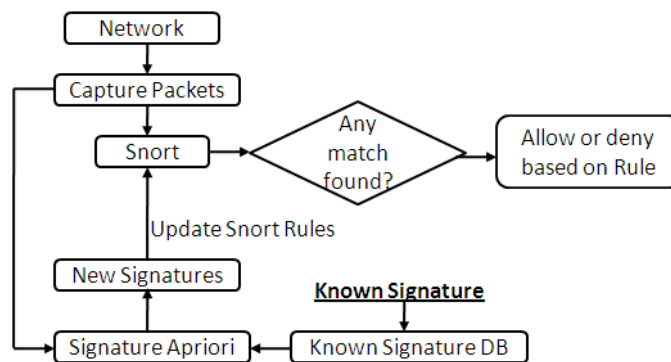 Network
Capture Packets
Snort
Any
match
found?
Allow or deny
based on Rule
Update Snort Rules
New Signatures
Known Signature
Signature Apriori
Known Signature DB